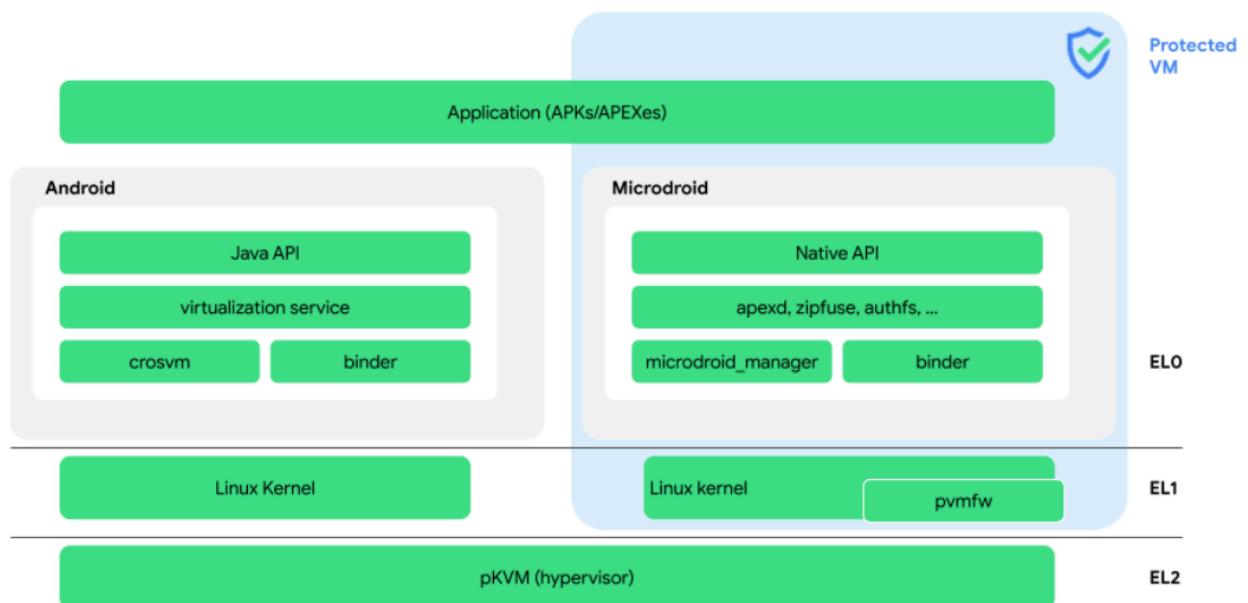 Protected
VM
Application (APKs/APEXes)
Android
Java API
virtualization service
crosvm
binder
Microdroid
Native API
apexd, zipfuse, authfs, ...
microdroid_manager
binder
EL0
Linux Kernel
Linux kernel
pvmfw
EL1
pKVM (hypervisor)
EL2